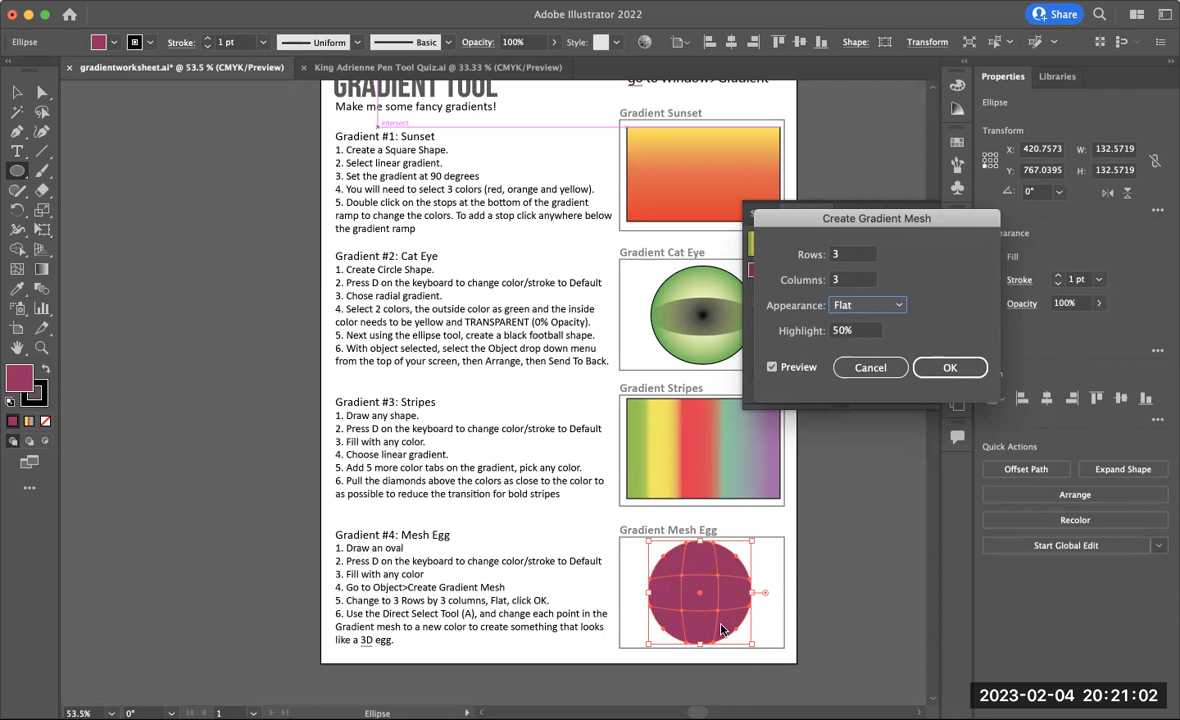 Adobe Illustrator 2022
Share
Ellipse
Stroke:
1 pt
Uniform
Basic
Opacity:
100%
Style:
Shape:
Transform
gradientworksheet.ai* @ 53.5 % (CMYK/Preview)
King Adrienne Pen Tool Quiz.ai @ 33.33 % (CMYK/Preview)
GRADIENT TOOL
go to Window> Gradient
Make me some fancy gradients!
intersect
Gradient #1: Sunset
1. Create a Square Shape.
2. Select linear gradient.
3. Set the gradient at 90 degrees
4. You will need to select 3 colors (red, orange and yellow).
5. Double click on the stops at the bottom of the gradient
ramp to change the colors. To add a stop click anywhere below
the gradient ramp
Gradient Sunset
Gradient #2: Cat Eye
1. Create Circle Shape.
2. Press D on the keyboard to change color/stroke to Default
3. Chose radial gradient.
4. Select 2 colors, the outside color as green and the inside
color needs to be yellow and TRANSPARENT (0% Opacity).
5. Next using the ellipse tool, create a black football shape.
6. With object selected, select the Object drop down menu
from the top of your screen, then Arrange, then Send To Back.
Gradient Cat Eye
Gradient #3: Stripes
1. Draw any shape.
2. Press D on the keyboard to change color/stroke to Default
3. Fill with any color.
4. Choose linear gradient.
5. Add 5 more color tabs on the gradient, pick any color.
6. Pull the diamonds above the colors as close to the color to
as possible to reduce the transition for bold stripes
Gradient Stripes
Gradient #4: Mesh Egg
1. Draw an oval
2. Press D on the keyboard to change color/stroke to Default
3. Fill with any color
4. Go to Object>Create Gradient Mesh
5. Change to 3 Rows by 3 columns, Flat, click OK.
6. Use the Direct Select Tool (A), and change each point in the
Gradient mesh to a new color to create something that looks
like a 3D egg.
Gradient Mesh Egg
Create Gradient Mesh
Rows: 3
Columns: 3
Appearance: Flat
Highlight: 50%
Preview
Cancel
OK
Properties
Libraries
Ellipse
Transform
X: 420.7573
W: 132.5719
Y: 767.0395
H: 132.5719
0°
earance
Fill
Stroke
1 pt
Opacity
100%
Quick Actions
Offset Path
Expand Shape
Arrange
Recolor
Start Global Edit
53.5%
0°
1
Ellipse
2023-02-04 20:21:02